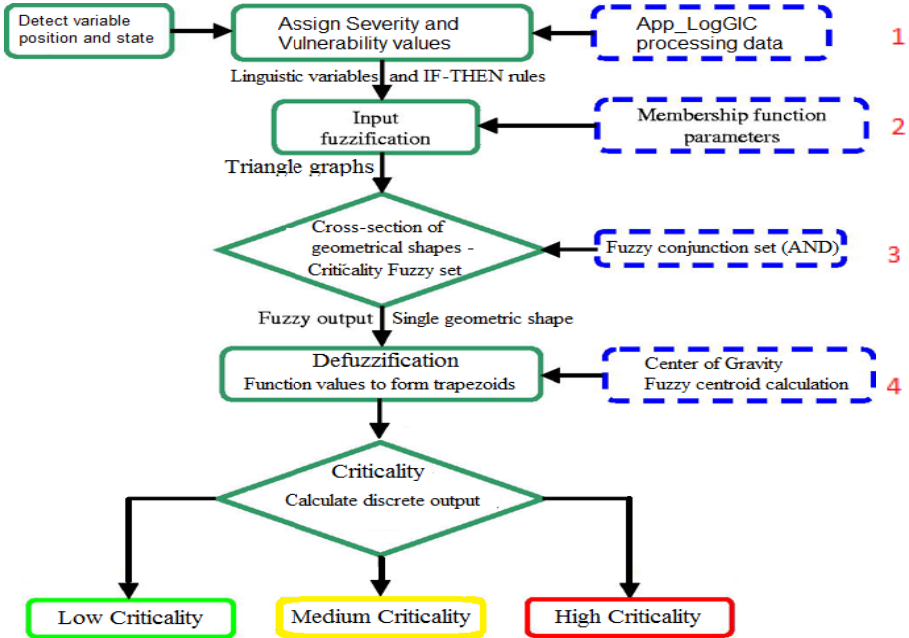 Detect variable
position and state
Assign Severity and
Vulnerability values
App_LogGIC
processing data
1
Linguistic variables and IF-THEN rules
Input
fuzzification
Membership function
parameters
2
Triangle graphs
Cross-section of
geometrical shapes -
Criticality Fuzzy set
Fuzzy conjunction set (AND)
3
Fuzzy output
Single geometric shape
Defuzzification
Function values to form trapezoids
Center of Gravity
Fuzzy centroid calculation
4
Criticality
Calculate discrete output
Low Criticality
Medium Criticality
High Criticality